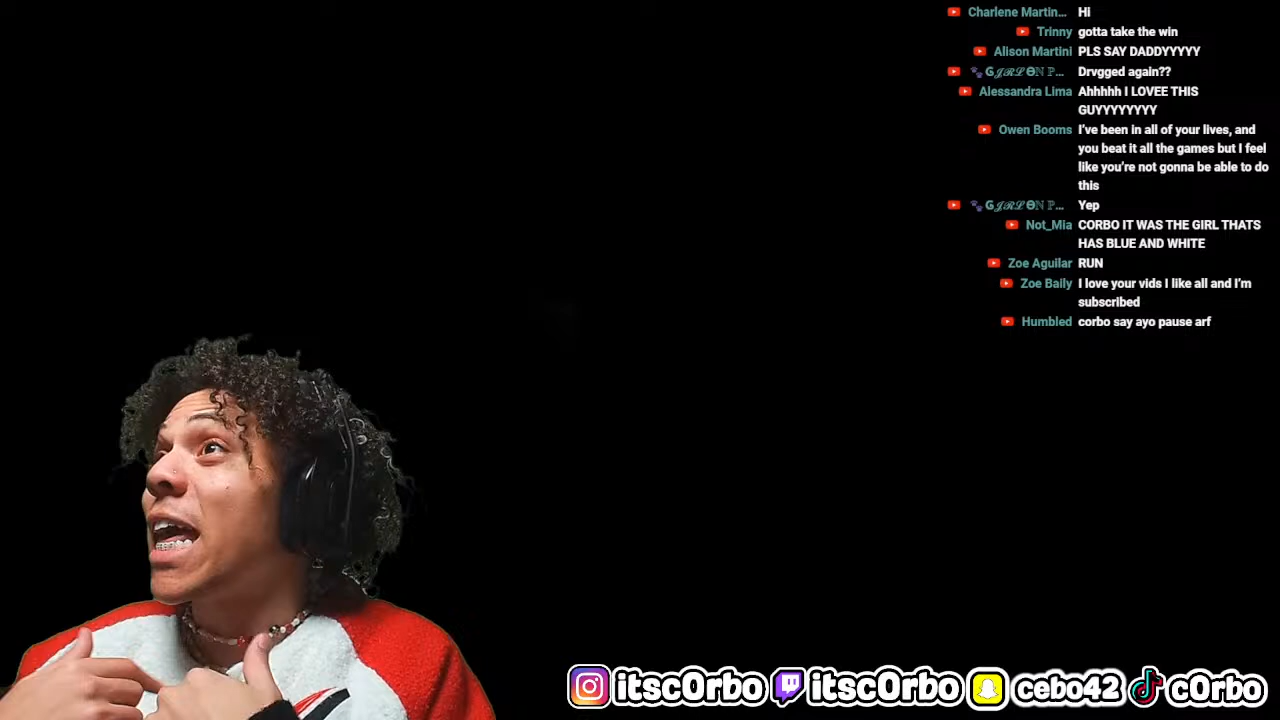 Charlene Martin... Hi
Trinny gotta take the win
Alison Martini PLS SAY DADDYYYYY
G𝒥ℛℒ ϴℕ ℙ... Drvgged again??
Alessandra Lima Ahhhhh I LOVEE THIS
GUYYYYYYYY
Owen Booms I've been in all of your lives, and
you beat it all the games but I feel
like you're not gonna be able to do
this
G𝒥ℛℒ ϴℕ ℙ... Yep
Not_Mia CORBO IT WAS THE GIRL THATS
HAS BLUE AND WHITE
Zoe Aguilar RUN
Zoe Baily I love your vids I like all and I'm
subscribed
Humbled corbo say ayo pause arf
itsc0rbo itsc0rbo cebo42 c0rbo